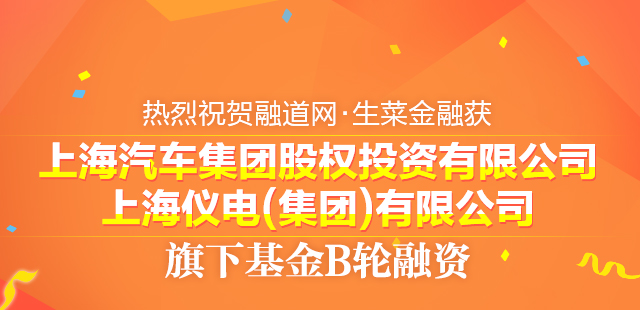 热烈祝贺融道网·生菜金融获
上海汽车集团股权投资有限公司
上海仪电(集团)有限公司
旗下基金B轮融资